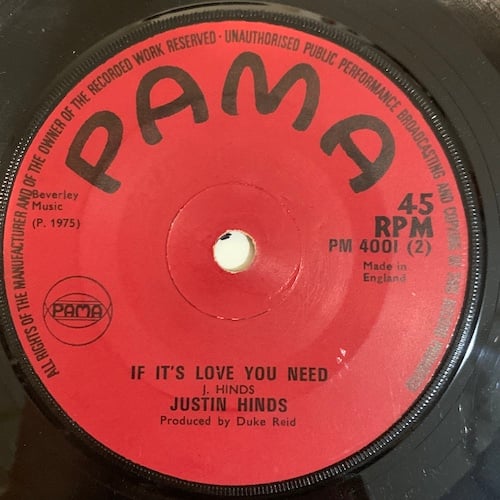 ALL RIGHTS OF THE MANUFACTURER AND OF THE OWNER OF THE RECORDED WORK RESERVED · UNAUTHORISED PUBLIC PERFORMANCE BROADCASTING AND COPYING OF THIS RECORD PROHIBITED
PAMA
Beverley
Music
(P. 1975)
45
RPM
PM 4001 (2)
Made in
England
PAMA
IF IT'S LOVE YOU NEED
J. HINDS
JUSTIN HINDS
Produced by Duke Reid